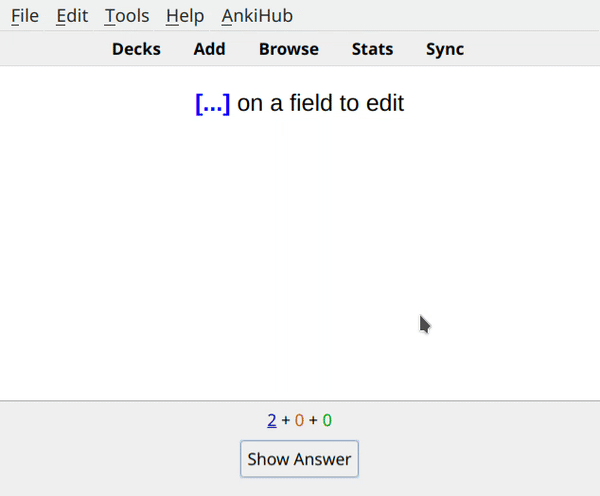 File Edit Tools Help AnkiHub
Decks Add Browse Stats Sync
[...] on a field to edit
2 + 0 + 0
Show Answer